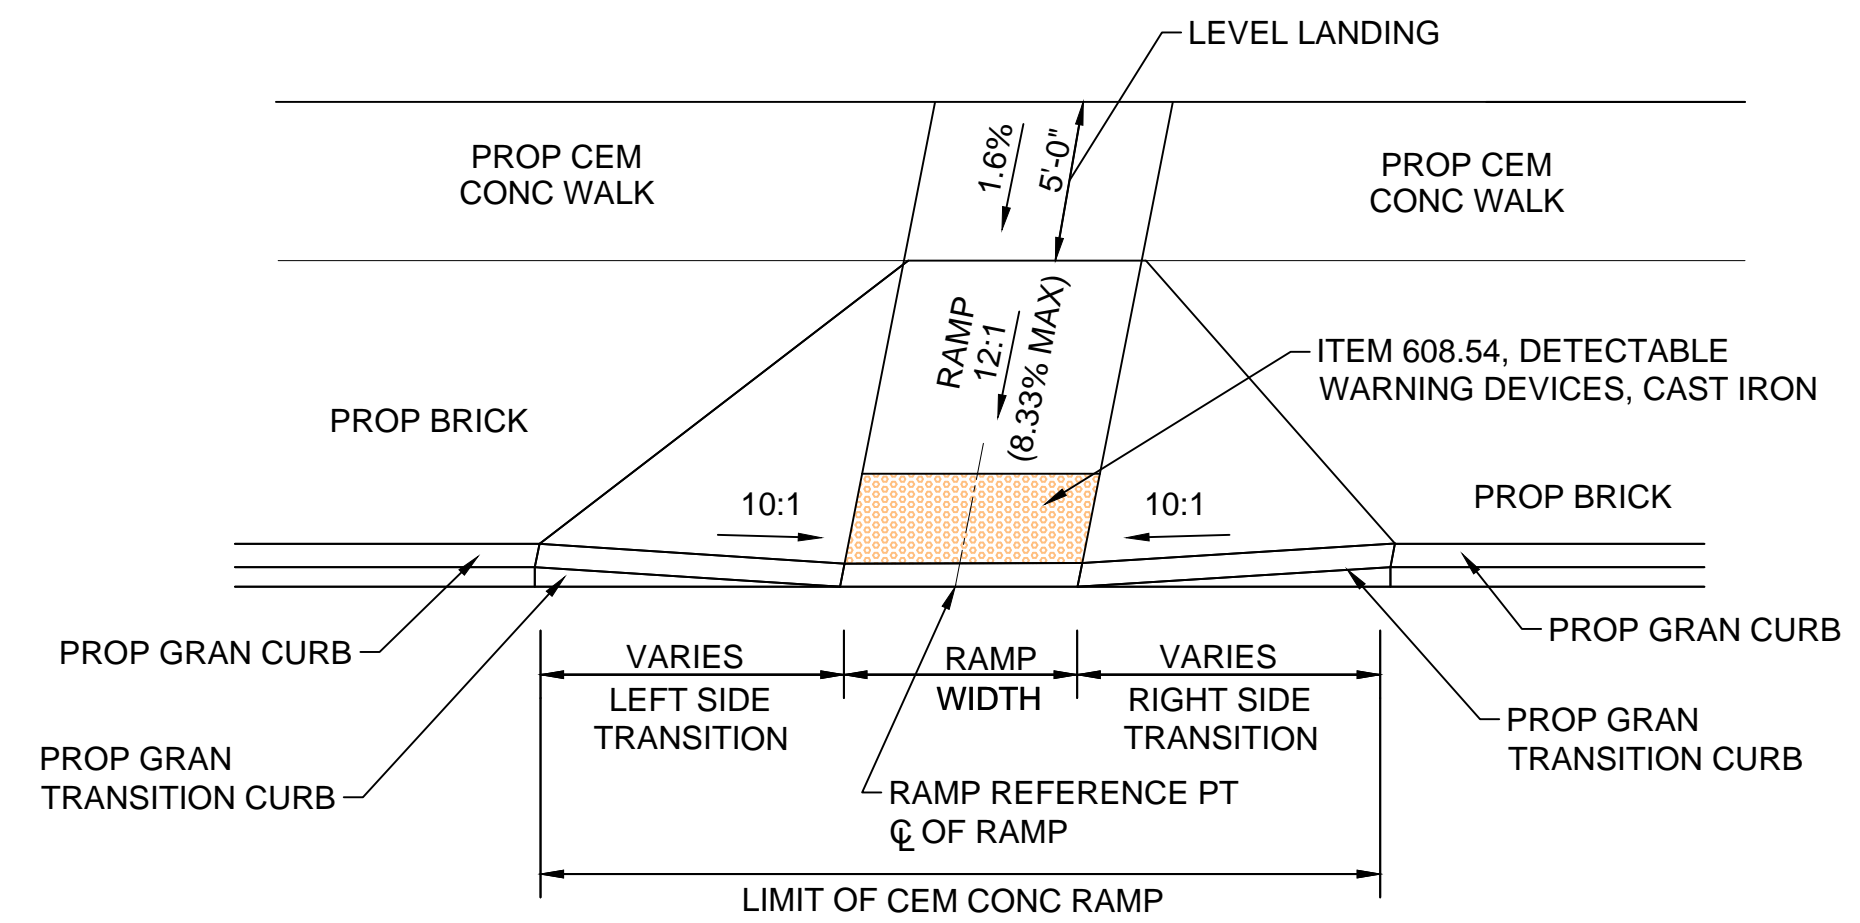 LEVEL LANDING
PROP CEM
CONC WALK
1.6%
5'-0"
PROP CEM
CONC WALK
RAMP
12:1
(8.33% MAX)
ITEM 608.54, DETECTABLE
WARNING DEVICES, CAST IRON
PROP BRICK
10:1
10:1
PROP BRICK
PROP GRAN CURB
VARIES
LEFT SIDE
TRANSITION
RAMP
WIDTH
VARIES
RIGHT SIDE
TRANSITION
PROP GRAN CURB
PROP GRAN
TRANSITION CURB
PROP GRAN
TRANSITION CURB
RAMP REFERENCE PT
℄ OF RAMP
LIMIT OF CEM CONC RAMP